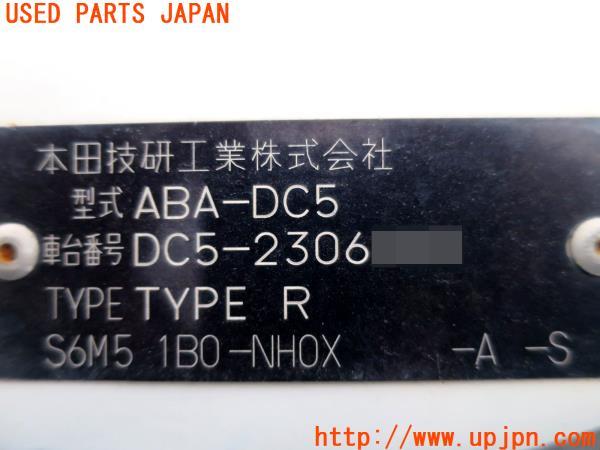 USED PARTS JAPAN
本田技研工業株式会社
型式 ABA-DC5
車台番号 DC5-2306
TYPE TYPE R
S6M5 1B0-NH0X -A -S
http://www.upjpn.com